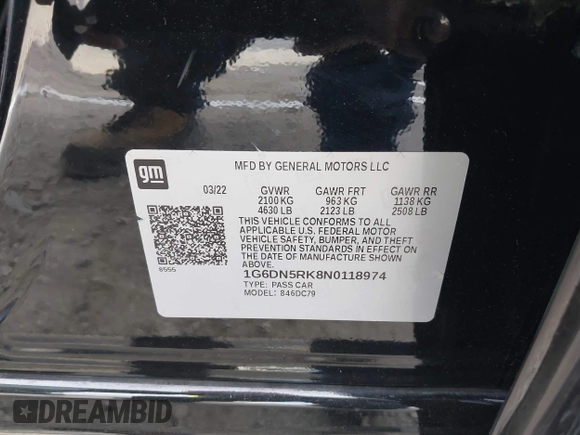 gm
MFD BY GENERAL MOTORS LLC
03/22 GVWR GAWR FRT GAWR RR
2100 KG 963 KG 1138 KG
4630 LB 2123 LB 2508 LB
THIS VEHICLE CONFORMS TO ALL
APPLICABLE U.S. FEDERAL MOTOR
VEHICLE SAFETY, BUMPER, AND THEFT
PREVENTION STANDARDS IN EFFECT ON
THE DATE OF MANUFACTURE SHOWN
ABOVE.
8555
1G6DN5RK8N0118974
TYPE: PASS CAR
MODEL: 846DC79
DREAMBID